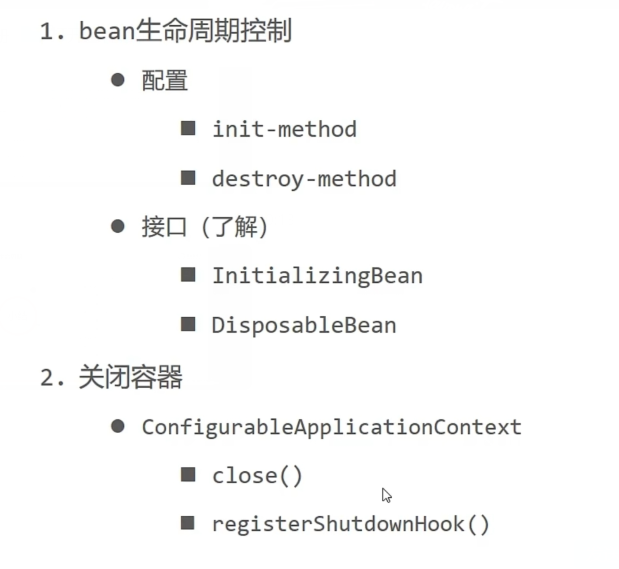 1. bean生命周期控制
● 配置
■ init-method
■ destroy-method
● 接口（了解）
■ InitializingBean
■ DisposableBean
2. 关闭容器
● ConfigurableApplicationContext
■ close()
■ registerShutdownHook()